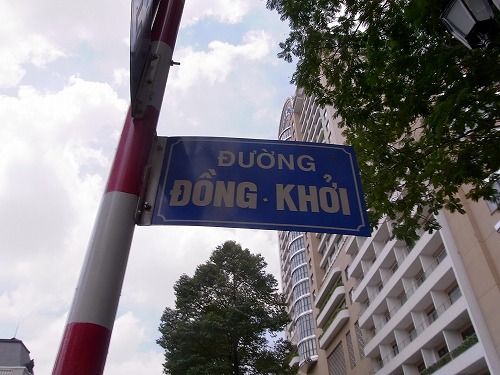 ĐƯỜNG
ĐỒNG · KHỞI